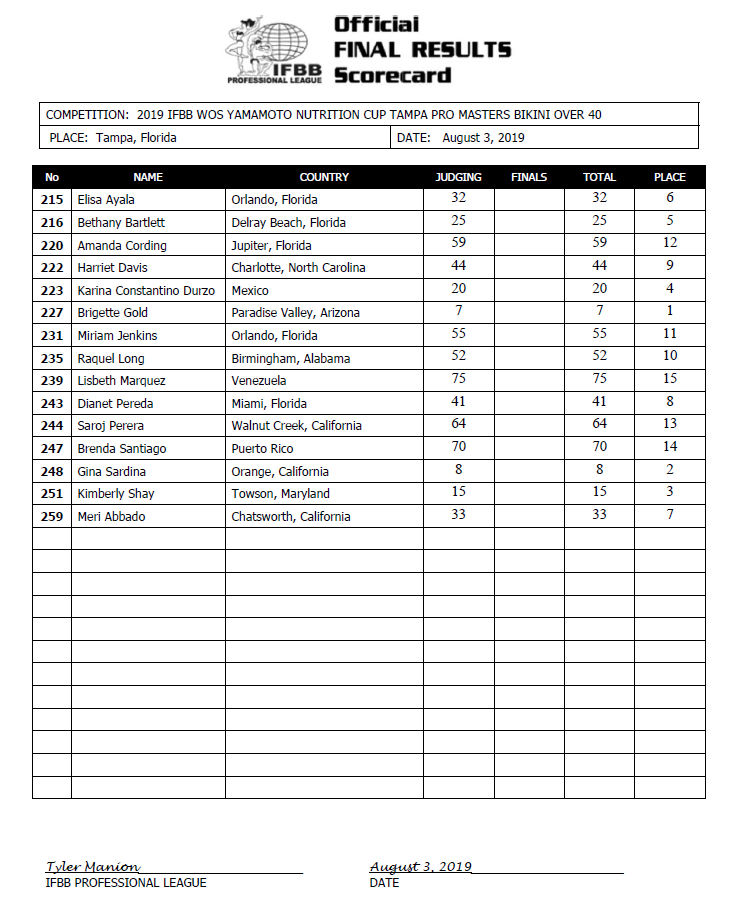 Official
FINAL RESULTS
Scorecard
IFBB
PROFESSIONAL LEAGUE
COMPETITION: 2019 IFBB WOS YAMAMOTO NUTRITION CUP TAMPA PRO MASTERS BIKINI OVER 40
PLACE: Tampa, Florida DATE: August 3, 2019
No NAME COUNTRY JUDGING FINALS TOTAL PLACE
215 Elisa Ayala Orlando, Florida 32 32 6
216 Bethany Bartlett Delray Beach, Florida 25 25 5
220 Amanda Cording Jupiter, Florida 59 59 12
222 Harriet Davis Charlotte, North Carolina 44 44 9
223 Karina Constantino Durzo Mexico 20 20 4
227 Brigette Gold Paradise Valley, Arizona 7 7 1
231 Miriam Jenkins Orlando, Florida 55 55 11
235 Raquel Long Birmingham, Alabama 52 52 10
239 Lisbeth Marquez Venezuela 75 75 15
243 Dianet Pereda Miami, Florida 41 41 8
244 Saroj Perera Walnut Creek, California 64 64 13
247 Brenda Santiago Puerto Rico 70 70 14
248 Gina Sardina Orange, California 8 8 2
251 Kimberly Shay Towson, Maryland 15 15 3
259 Meri Abbado Chatsworth, California 33 33 7
Tyler Manion August 3, 2019
IFBB PROFESSIONAL LEAGUE DATE